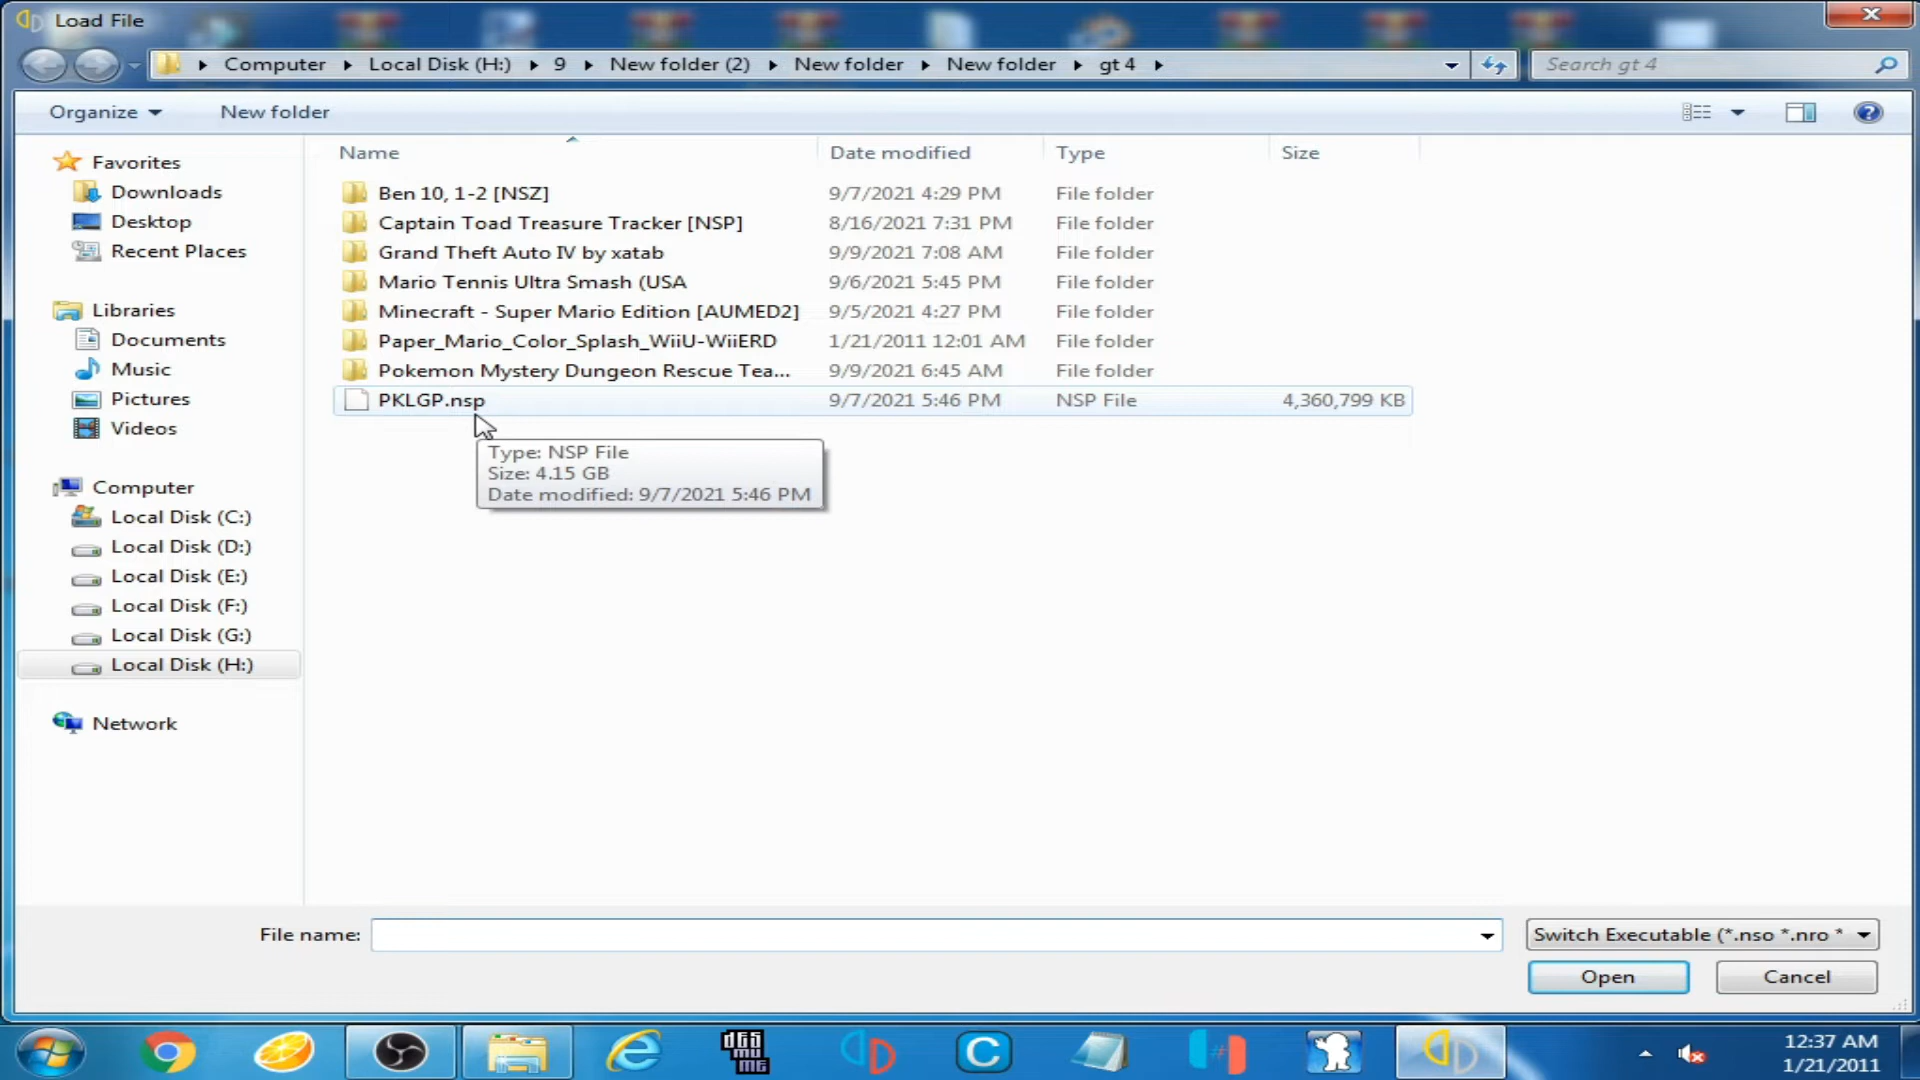 Load File
Computer Local Disk (H:) 9 New folder (2) New folder New folder gt 4
Search gt 4
Organize New folder
Name Date modified Type Size
Ben 10, 1-2 [NSZ] 9/7/2021 4:29 PM File folder
Captain Toad Treasure Tracker [NSP] 8/16/2021 7:31 PM File folder
Grand Theft Auto IV by xatab 9/9/2021 7:08 AM File folder
Mario Tennis Ultra Smash (USA 9/6/2021 5:45 PM File folder
Minecraft - Super Mario Edition [AUMED2] 9/5/2021 4:27 PM File folder
Paper_Mario_Color_Splash_WiiU-WiiERD 1/21/2011 12:01 AM File folder
Pokemon Mystery Dungeon Rescue Tea... 9/9/2021 6:45 AM File folder
PKLGP.nsp 9/7/2021 5:46 PM NSP File 4,360,799 KB
Type: NSP File
Size: 4.15 GB
Date modified: 9/7/2021 5:46 PM
Favorites
Downloads
Desktop
Recent Places
Libraries
Documents
Music
Pictures
Videos
Computer
Local Disk (C:)
Local Disk (D:)
Local Disk (E:)
Local Disk (F:)
Local Disk (G:)
Local Disk (H:)
Network
File name:
Switch Executable (*.nso *.nro *
Open
Cancel
12:37 AM
1/21/2011